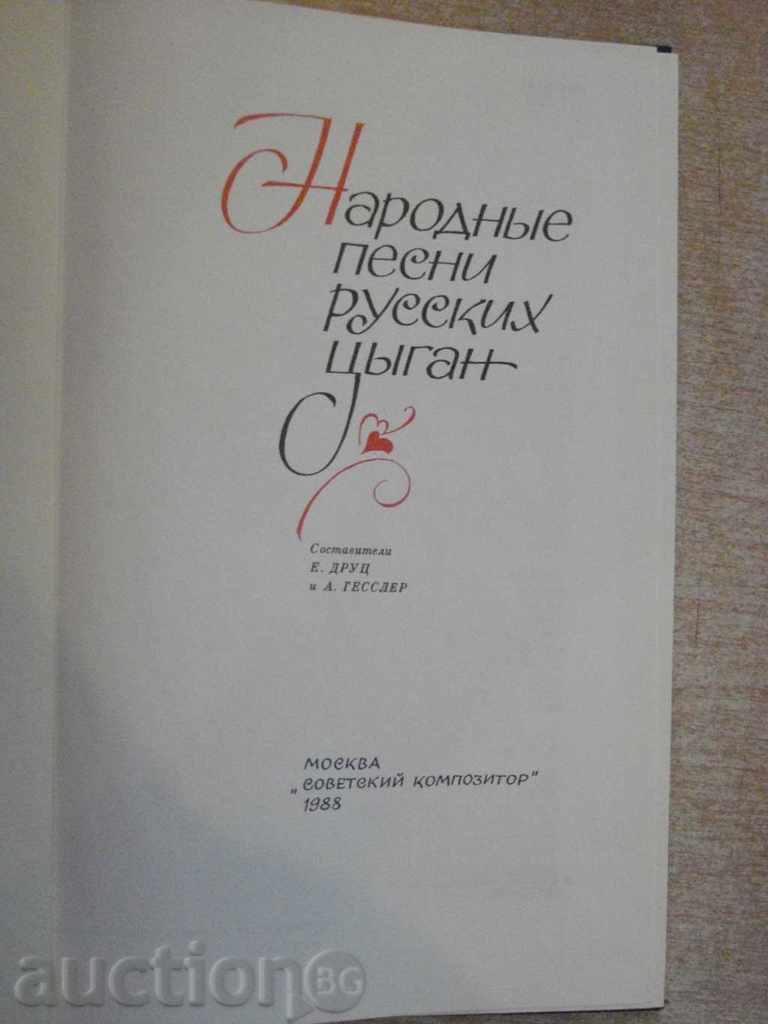 Народные
песни
русских
цыган
Составители
Е. ДРУЦ
и А. ГЕССЛЕР
МОСКВА
„СОВЕТСКИЙ КОМПОЗИТОР"
1988
auction BG